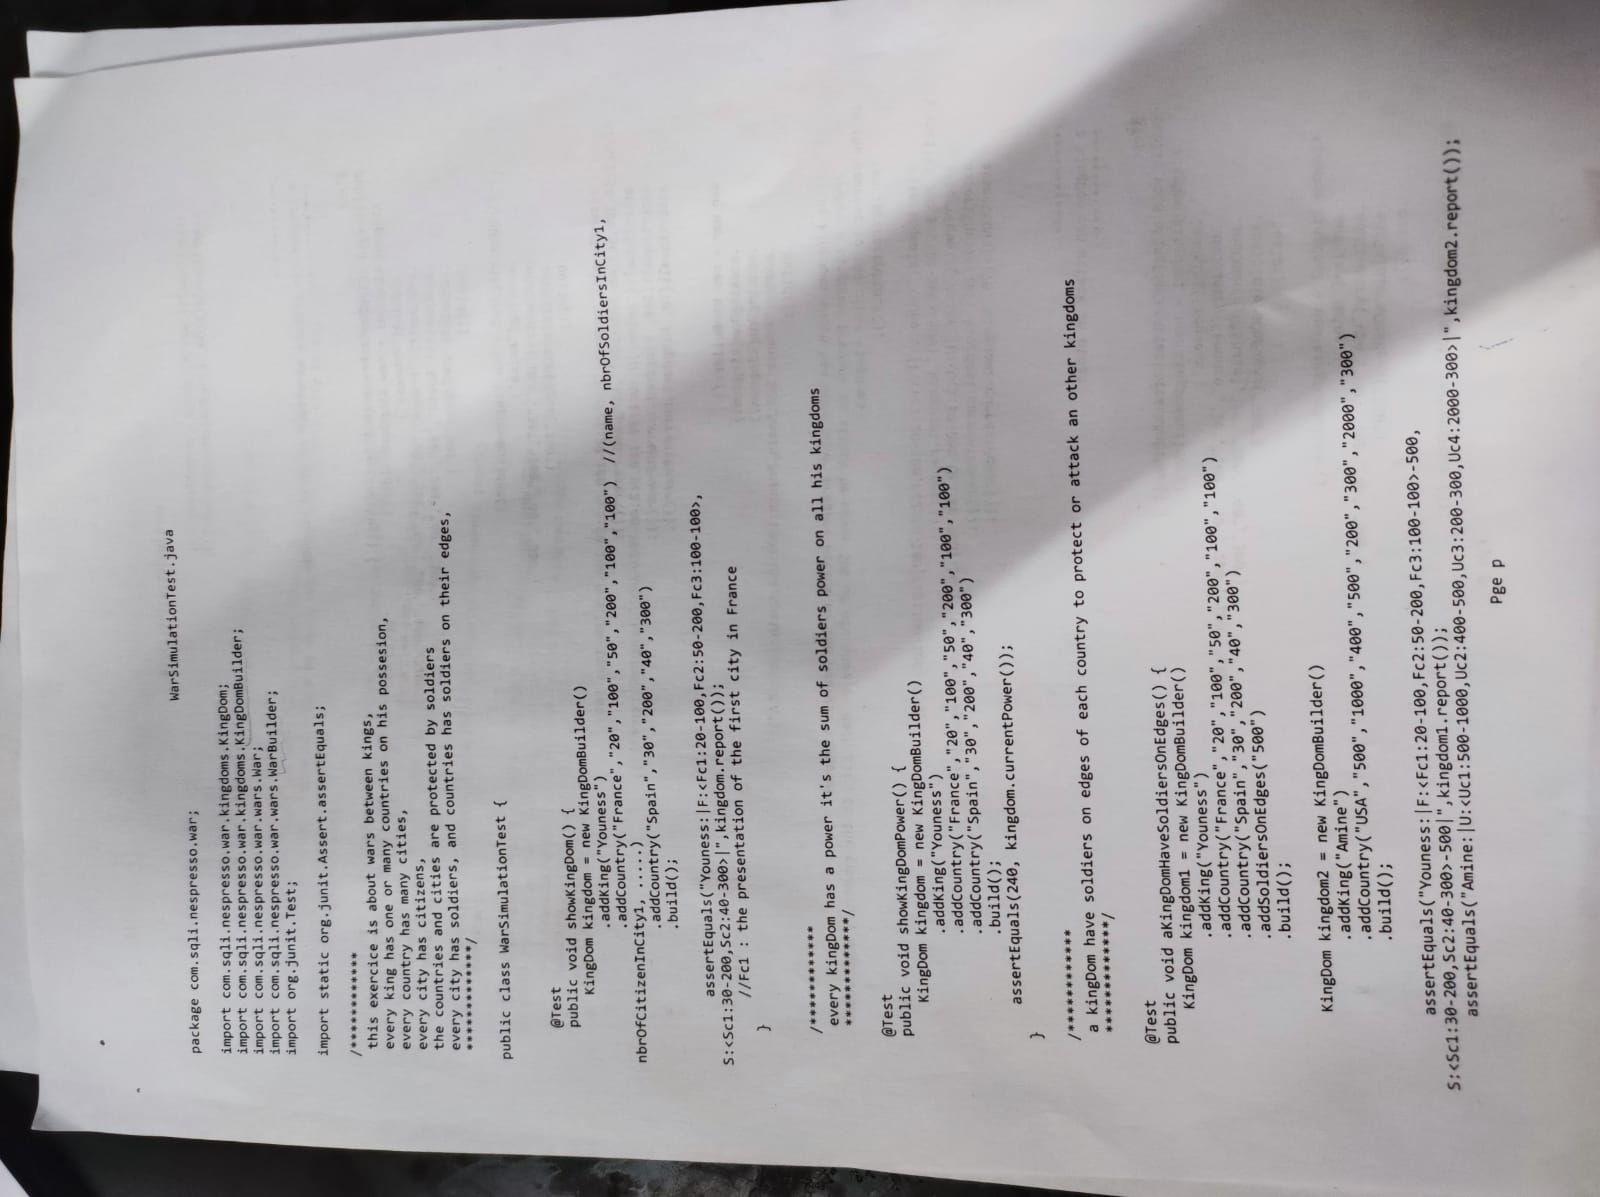 WarSimulationTest.java
package com.sqli.nespresso.war;
import com.sqli.nespresso.war.kingdoms.KingDom;
import com.sqli.nespresso.war.kingdoms.KingDomBuilder;
import com.sqli.nespresso.war.wars.War;
import com.sqli.nespresso.war.wars.WarBuilder;
import org.junit.Test;
import static org.junit.Assert.assertEquals;
/************
this exercice is about wars between kings,
every king has one or many countries on his possesion,
every country has many cities,
every city has citizens,
the countries and cities are protected by soldiers
every city has soldiers, and countries has soldiers on their edges,
*************/
public class WarSimulationTest {
@Test
public void showKingDom() {
KingDom kingdom = new KingDomBuilder()
.addKing("Youness")
.addCountry("France","20","100","50","200","100","100") //(name, nbrOfSoldiersInCity1,
nbrOfCitizenInCity1, .....)
.addCountry("Spain","30","200","40","300")
.build();
assertEquals("Youness:|F:<Fc1:20-100,Fc2:50-200,Fc3:100-100>,
S:<Sc1:30-200,Sc2:40-300>|",kingdom.report());
//Fc1 : the presentation of the first city in France
}
/************
every kingDom has a power it's the sum of soldiers power on all his kingdoms
*************/
@Test
public void showKingDomPower() {
KingDom kingdom = new KingDomBuilder()
.addKing("Youness")
.addCountry("France","20","100","50","200","100","100")
.addCountry("Spain","30","200","40","300")
.build();
assertEquals(240, kingdom.currentPower());
}
/************
a kingDom have soldiers on edges of each country to protect or attack an other kingdoms
*************/
@Test
public void aKingDomHaveSoldiersOnEdges() {
KingDom kingdom1 = new KingDomBuilder()
.addKing("Youness")
.addCountry("France","20","100","50","200","100","100")
.addCountry("Spain","30","200","40","300")
.addSoldiersOnEdges("500")
.build();
KingDom kingdom2 = new KingDomBuilder()
.addKing("Amine")
.addCountry("USA","500","1000","400","500","200","300","2000","300")
.build();
assertEquals("Youness:|F:<Fc1:20-100,Fc2:50-200,Fc3:100-100>-500,
S:<Sc1:30-200,Sc2:40-300>-500|",kingdom1.report());
assertEquals("Amine:|U:<Uc1:500-1000,Uc2:400-500,Uc3:200-300,Uc4:2000-300>|",kingdom2.report());
Pge p